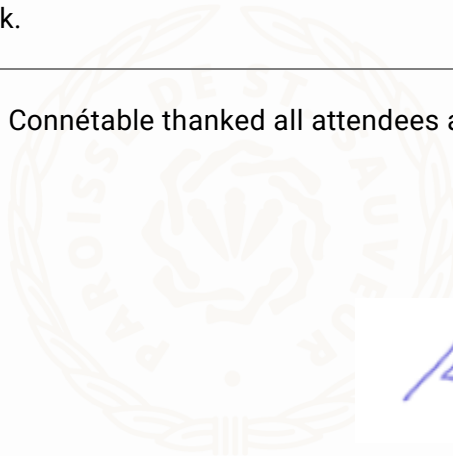 k.
Connétable thanked all attendees a
PAROISSE DE ST. SAUVEUR